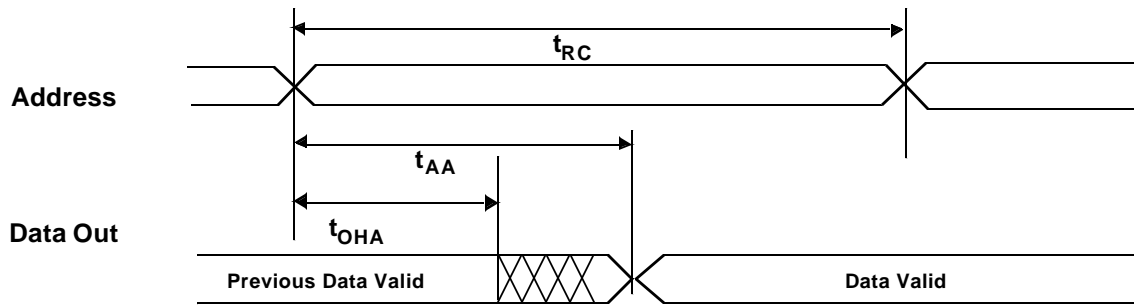 tRC
Address
tAA
Data Out
tOHA
Previous Data Valid
Data Valid